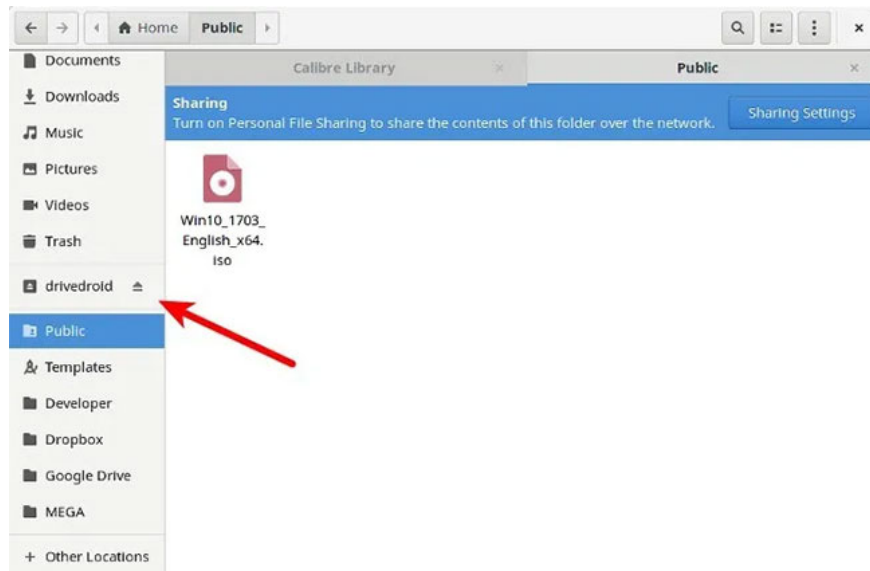 Home Public
Documents
Downloads
Music
Pictures
Videos
Trash
drivedroid
Public
Templates
Developer
Dropbox
Google Drive
MEGA
+ Other Locations
Calibre Library
Public
Sharing
Turn on Personal File Sharing to share the contents of this folder over the network.
Sharing Settings
Win10_1703_
English_x64.
iso